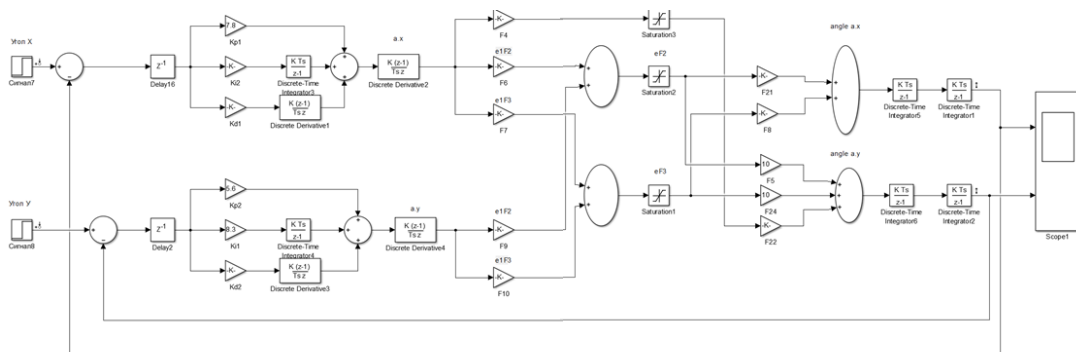 Угол X
Сигнал7
Z-1
Delay16
7.8
Kp1
-K-
Ki2
K Ts
z-1
Discrete-Time
Integrator3
-K-
Kd1
K (z-1)
Ts z
Discrete Derivative1
a.x
K (z-1)
Ts z
Discrete Derivative2
-K-
F4
e1F2
-K-
F6
e1F3
-K-
F7
Saturation3
eF2
Saturation2
-K-
F21
-K-
F8
angle a.x
K Ts
z-1
Discrete-Time
Integrator5
K Ts
z-1
Discrete-Time
Integrator1
Угол У
Сигнал8
Z-1
Delay2
5.6
Kp2
8.3
Ki1
K Ts
z-1
Discrete-Time
Integrator4
-K-
Kd2
K (z-1)
Ts z
Discrete Derivative3
a.y
K (z-1)
Ts z
Discrete Derivative4
e1F2
-K-
F9
e1F3
-K-
F10
eF3
Saturation1
10
F5
10
F24
-K-
F22
angle a.y
K Ts
z-1
Discrete-Time
Integrator6
K Ts
z-1
Discrete-Time
Integrator2
Scope1